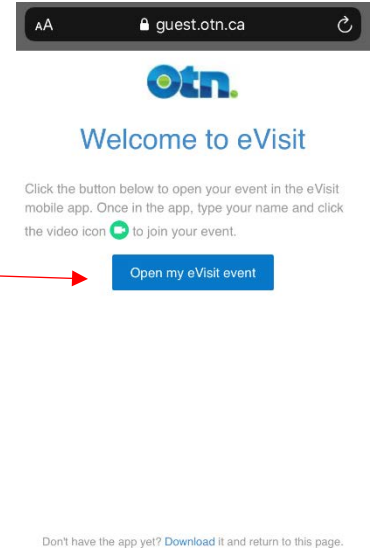 AA guest.otn.ca
otn.
Welcome to eVisit
Click the button below to open your event in the eVisit
mobile app. Once in the app, type your name and click
the video icon to join your event.
Open my eVisit event
Don't have the app yet? Download it and return to this page.